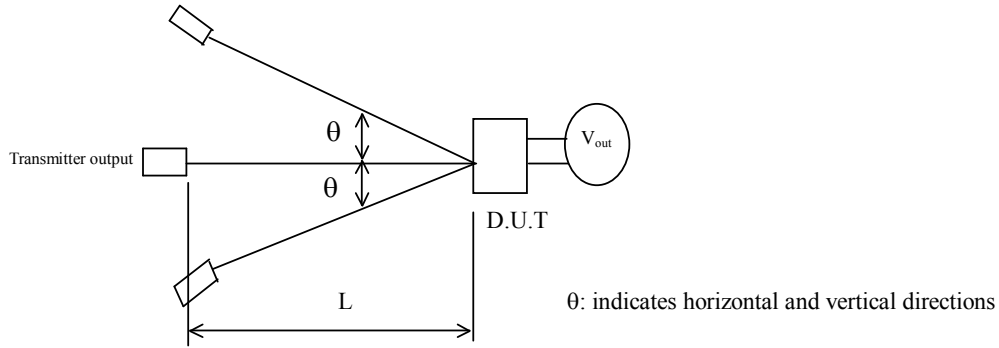 θ
V_out
Transmitter output
θ
D.U.T
L
θ: indicates horizontal and vertical directions